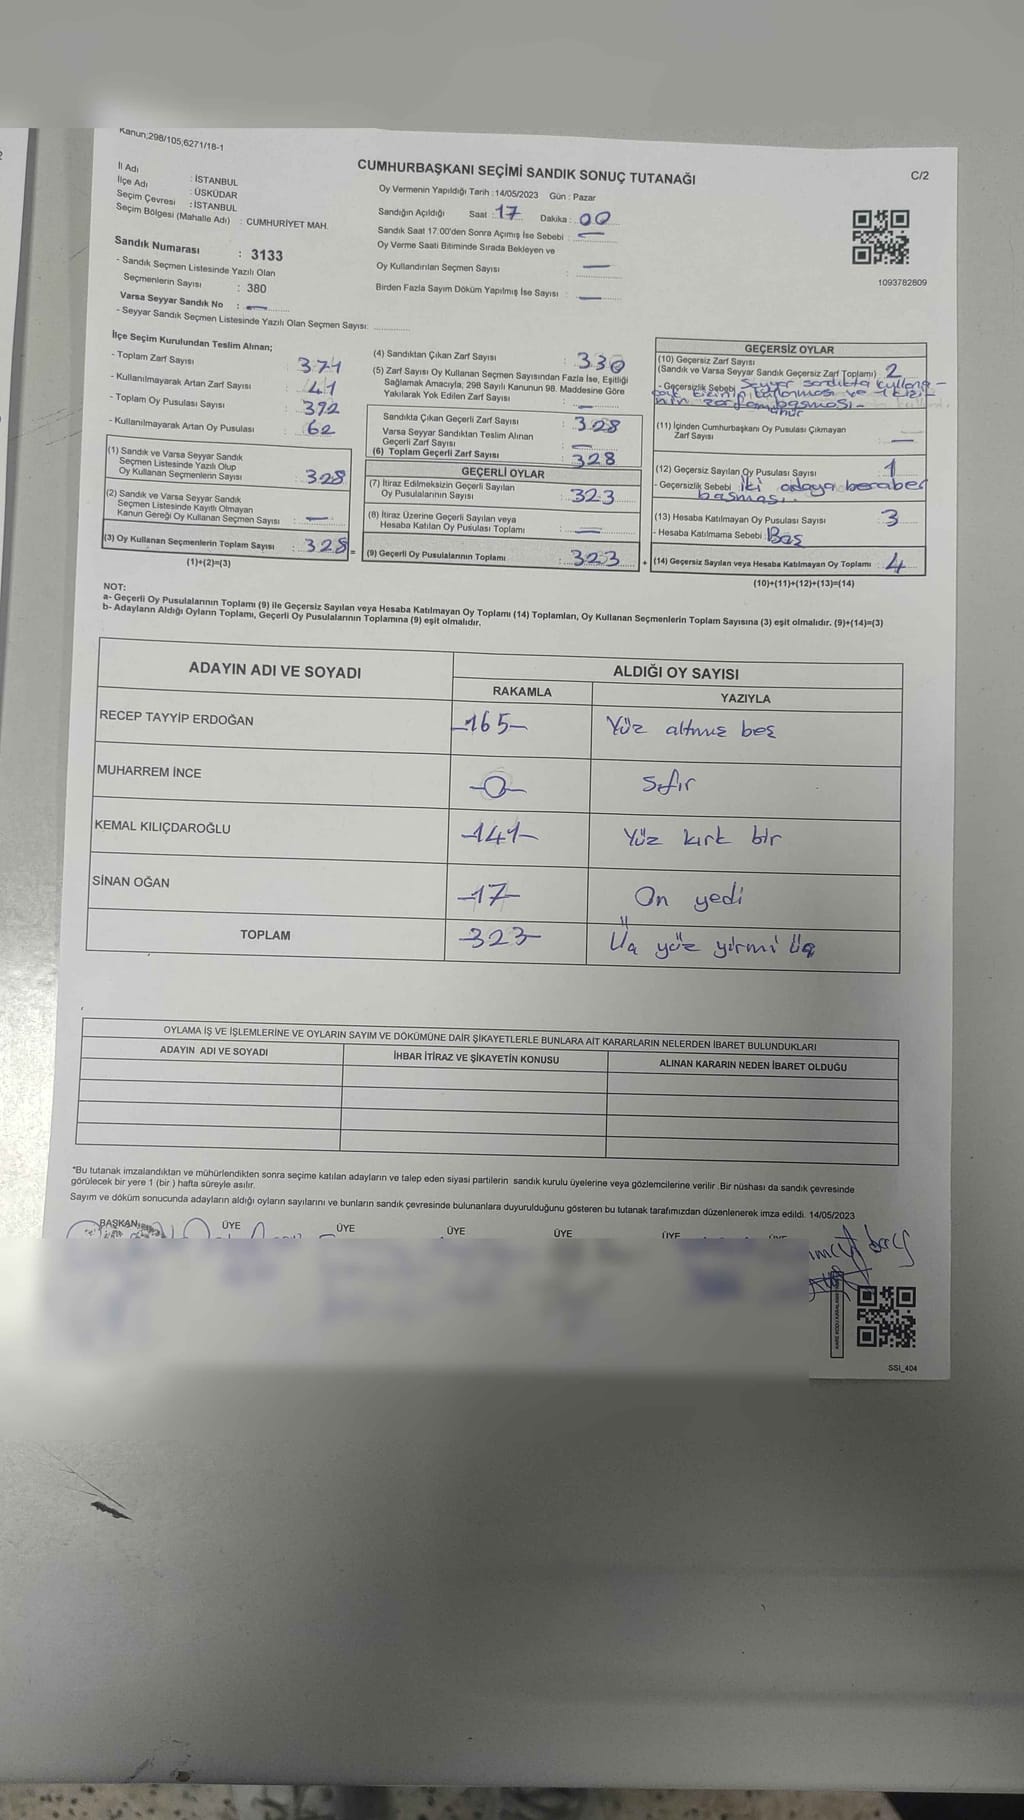 Kanun;298/105;6271/18-1
CUMHURBAŞKANI SEÇİMİ SANDIK SONUÇ TUTANAĞI
C/2
İl Adı : İSTANBUL
İlçe Adı : ÜSKÜDAR
Seçim Çevresi : İSTANBUL
Seçim Bölgesi (Mahalle Adı) : CUMHURİYET MAH.
Sandık Numarası : 3133
- Sandık Seçmen Listesinde Yazılı Olan
Seçmenlerin Sayısı : 380
Varsa Seyyar Sandık No : —
- Seyyar Sandık Seçmen Listesinde Yazılı Olan Seçmen Sayısı:
Oy Vermenin Yapıldığı Tarih : 14/05/2023 Gün : Pazar
Sandığın Açıldığı Saat : 17 Dakika : 00
Sandık Saat 17:00'den Sonra Açımış İse Sebebi : —
Oy Verme Saati Bitiminde Sırada Bekleyen ve
Oy Kullandırılan Seçmen Sayısı : —
Birden Fazla Sayım Döküm Yapılmış İse Sayısı : —
1093782809
İlçe Seçim Kurulundan Teslim Alınan;
- Toplam Zarf Sayısı : 371
- Kullanılmayarak Artan Zarf Sayısı : 41
- Toplam Oy Pusulası Sayısı : 392
- Kullanılmayarak Artan Oy Pusulası : 62
(1) Sandık ve Varsa Seyyar Sandık
Seçmen Listesinde Yazılı Olup
Oy Kullanan Seçmenlerin Sayısı : 328
(2) Sandık ve Varsa Seyyar Sandık
Seçmen Listesinde Kayıtlı Olmayan
Kanun Gereği Oy Kullanan Seçmen Sayısı : —
(3) Oy Kullanan Seçmenlerin Toplam Sayısı : 328 =
(1)+(2)=(3)
(4) Sandıktan Çıkan Zarf Sayısı : 330
(5) Zarf Sayısı Oy Kullanan Seçmen Sayısından Fazla İse, Eşitliği
Sağlamak Amacıyla, 298 Sayılı Kanunun 98. Maddesine Göre
Yakılarak Yok Edilen Zarf Sayısı : —
Sandıkta Çıkan Geçerli Zarf Sayısı : 328
Varsa Seyyar Sandıktan Teslim Alınan
Geçerli Zarf Sayısı : —
(6) Toplam Geçerli Zarf Sayısı : 328
GEÇERLİ OYLAR
(7) İtiraz Edilmeksizin Geçerli Sayılan
Oy Pusulalarının Sayısı : 323
(8) İtiraz Üzerine Geçerli Sayılan veya
Hesaba Katılan Oy Pusulası Toplamı : —
(9) Geçerli Oy Pusulalarının Toplamı : 323 +
GEÇERSİZ OYLAR
(10) Geçersiz Zarf Sayısı
(Sandık ve Varsa Seyyar Sandık Geçersiz Zarf Toplamı) : 2
- Geçersizlik Sebebi : Seyyar sandıkta kullana-
(11) İçinden Cumhurbaşkanı Oy Pusulası Çıkmayan
Zarf Sayısı : —
(12) Geçersiz Sayılan Oy Pusulası Sayısı : 1
- Geçersizlik Sebebi : iki adaya beraber
basması.
(13) Hesaba Katılmayan Oy Pusulası Sayısı : 3
- Hesaba Katılmama Sebebi : Boş
(14) Geçersiz Sayılan veya Hesaba Katılmayan Oy Toplamı : 4
(10)+(11)+(12)+(13)=(14)
NOT:
a- Geçerli Oy Pusulalarının Toplamı (9) ile Geçersiz Sayılan veya Hesaba Katılmayan Oy Toplamı (14) Toplamları, Oy Kullanan Seçmenlerin Toplam Sayısına (3) eşit olmalıdır. (9)+(14)=(3)
b- Adayların Aldığı Oyların Toplamı, Geçerli Oy Pusulalarının Toplamına (9) eşit olmalıdır.
ADAYIN ADI VE SOYADI
ALDIĞI OY SAYISI
RAKAMLA YAZIYLA
RECEP TAYYİP ERDOĞAN -165- Yüz altmış beş
MUHARREM İNCE -0- Sıfır
KEMAL KILIÇDAROĞLU -141- Yüz kırk bir
SİNAN OĞAN -17- On yedi
TOPLAM -323- Üç yüz yirmi üç
OYLAMA İŞ VE İŞLEMLERİNE VE OYLARIN SAYIM VE DÖKÜMÜNE DAİR ŞİKAYETLERLE BUNLARA AİT KARARLARIN NELERDEN İBARET BULUNDUKLARI
ADAYIN ADI VE SOYADI İHBAR İTİRAZ VE ŞİKAYETİN KONUSU ALINAN KARARIN NEDEN İBARET OLDUĞU
*Bu tutanak imzalandıktan ve mühürlendikten sonra seçime katılan adayların ve talep eden siyasi partilerin sandık kurulu üyelerine veya gözlemcilerine verilir .Bir nüshası da sandık çevresinde
görülecek bir yere 1 (bir ) hafta süreyle asılır.
Sayım ve döküm sonucunda adayların aldığı oyların sayılarını ve bunların sandık çevresinde bulunanlara duyurulduğunu gösteren bu tutanak tarafımızdan düzenlenerek imza edildi. 14/05/2023
BAŞKAN ÜYE ÜYE ÜYE ÜYE ÜYE ÜYE
SSI_404